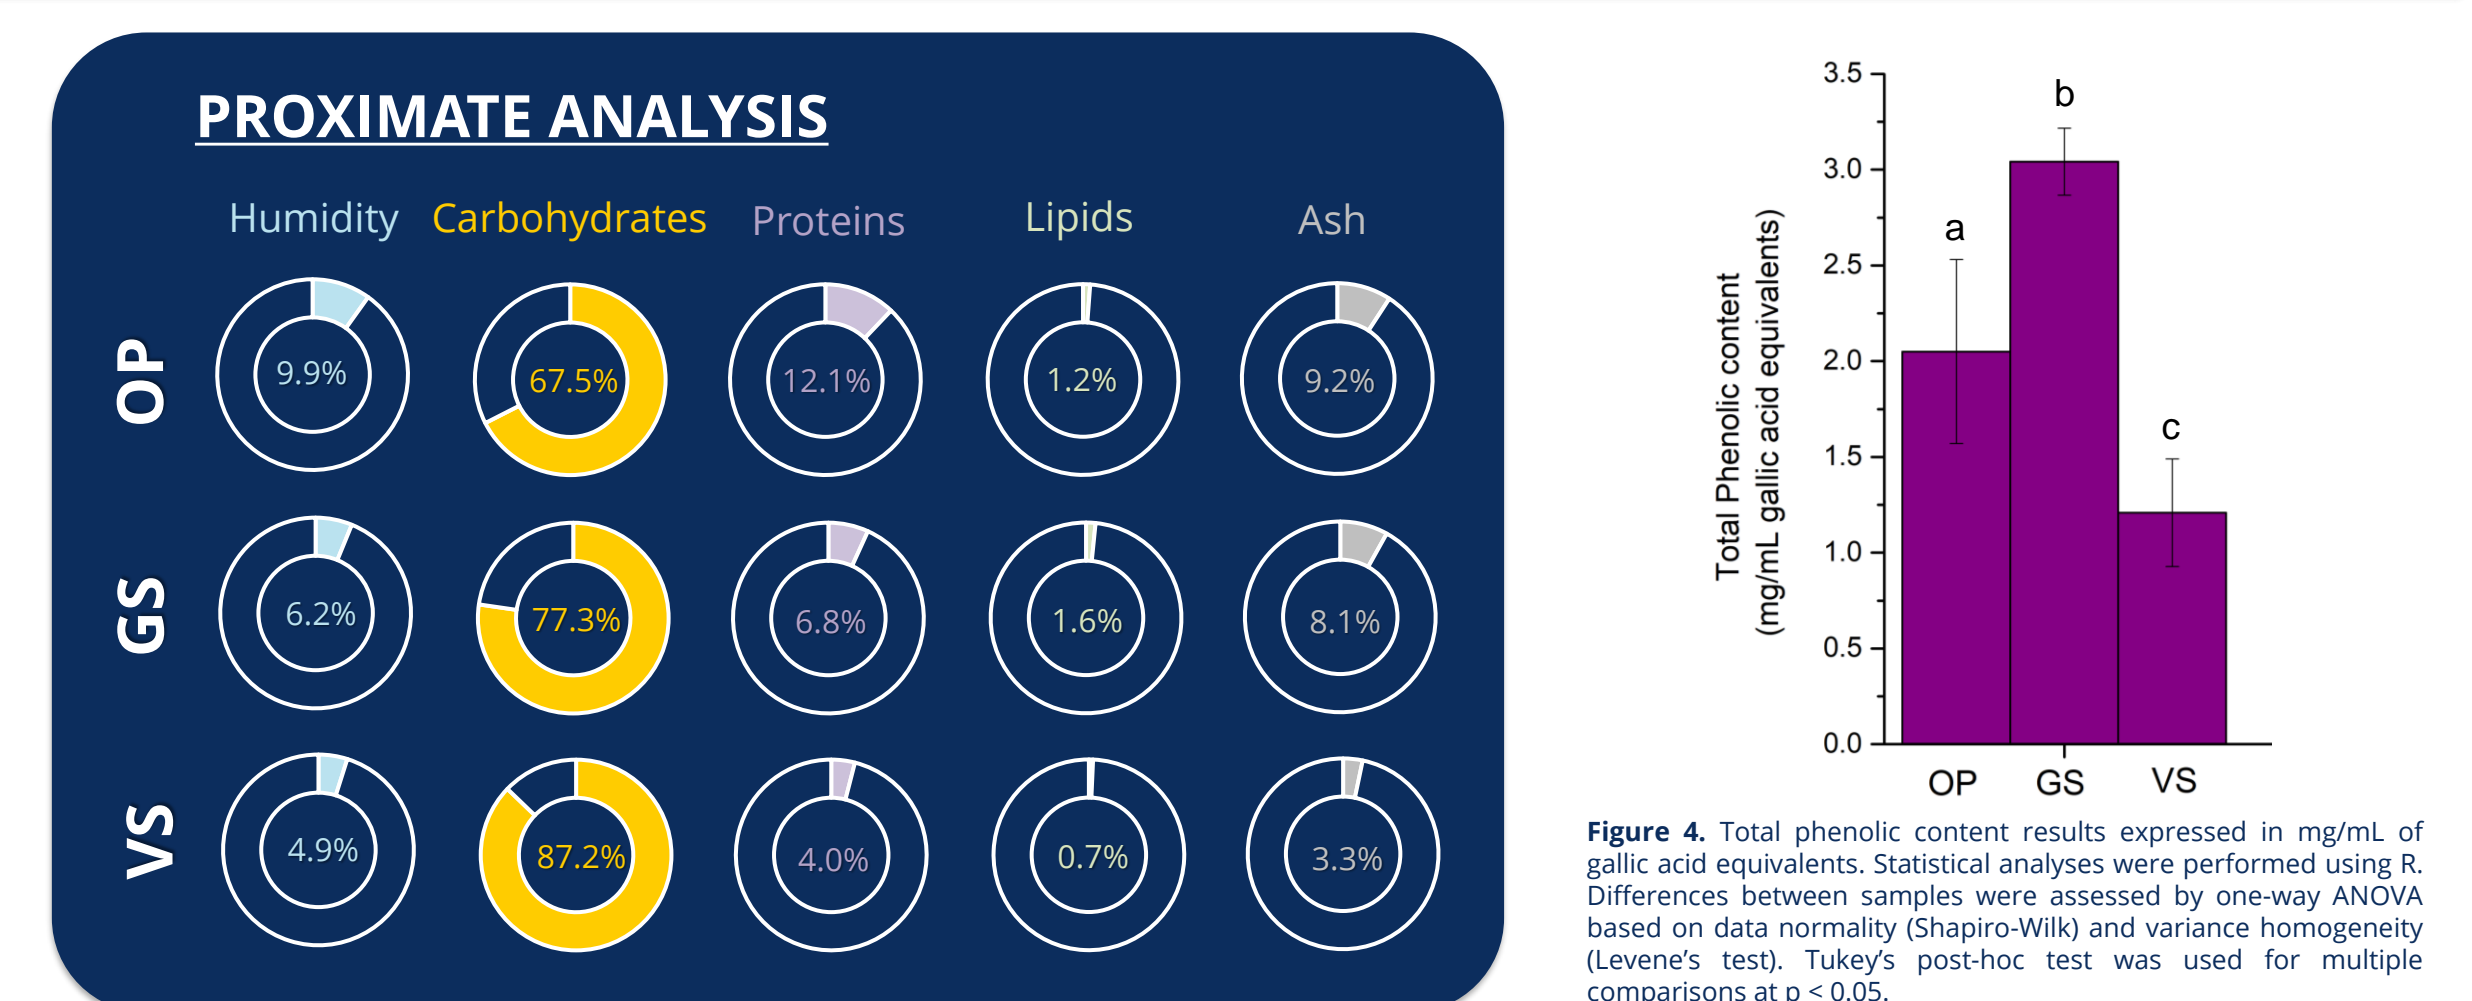 PROXIMATE ANALYSIS
Humidity Carbohydrates Proteins Lipids Ash
OP
9.9% 67.5% 12.1% 1.2% 9.2%
GS
6.2% 77.3% 6.8% 1.6% 8.1%
VS
4.9% 87.2% 4.0% 0.7% 3.3%
Total Phenolic content
(mg/mL gallic acid equivalents)
3.5
3.0
2.5
2.0
1.5
1.0
0.5
0.0
a
b
c
OP GS VS
Figure 4. Total phenolic content results expressed in mg/mL of
gallic acid equivalents. Statistical analyses were performed using R.
Differences between samples were assessed by one-way ANOVA
based on data normality (Shapiro-Wilk) and variance homogeneity
(Levene’s test). Tukey’s post-hoc test was used for multiple
comparisons at p < 0.05.